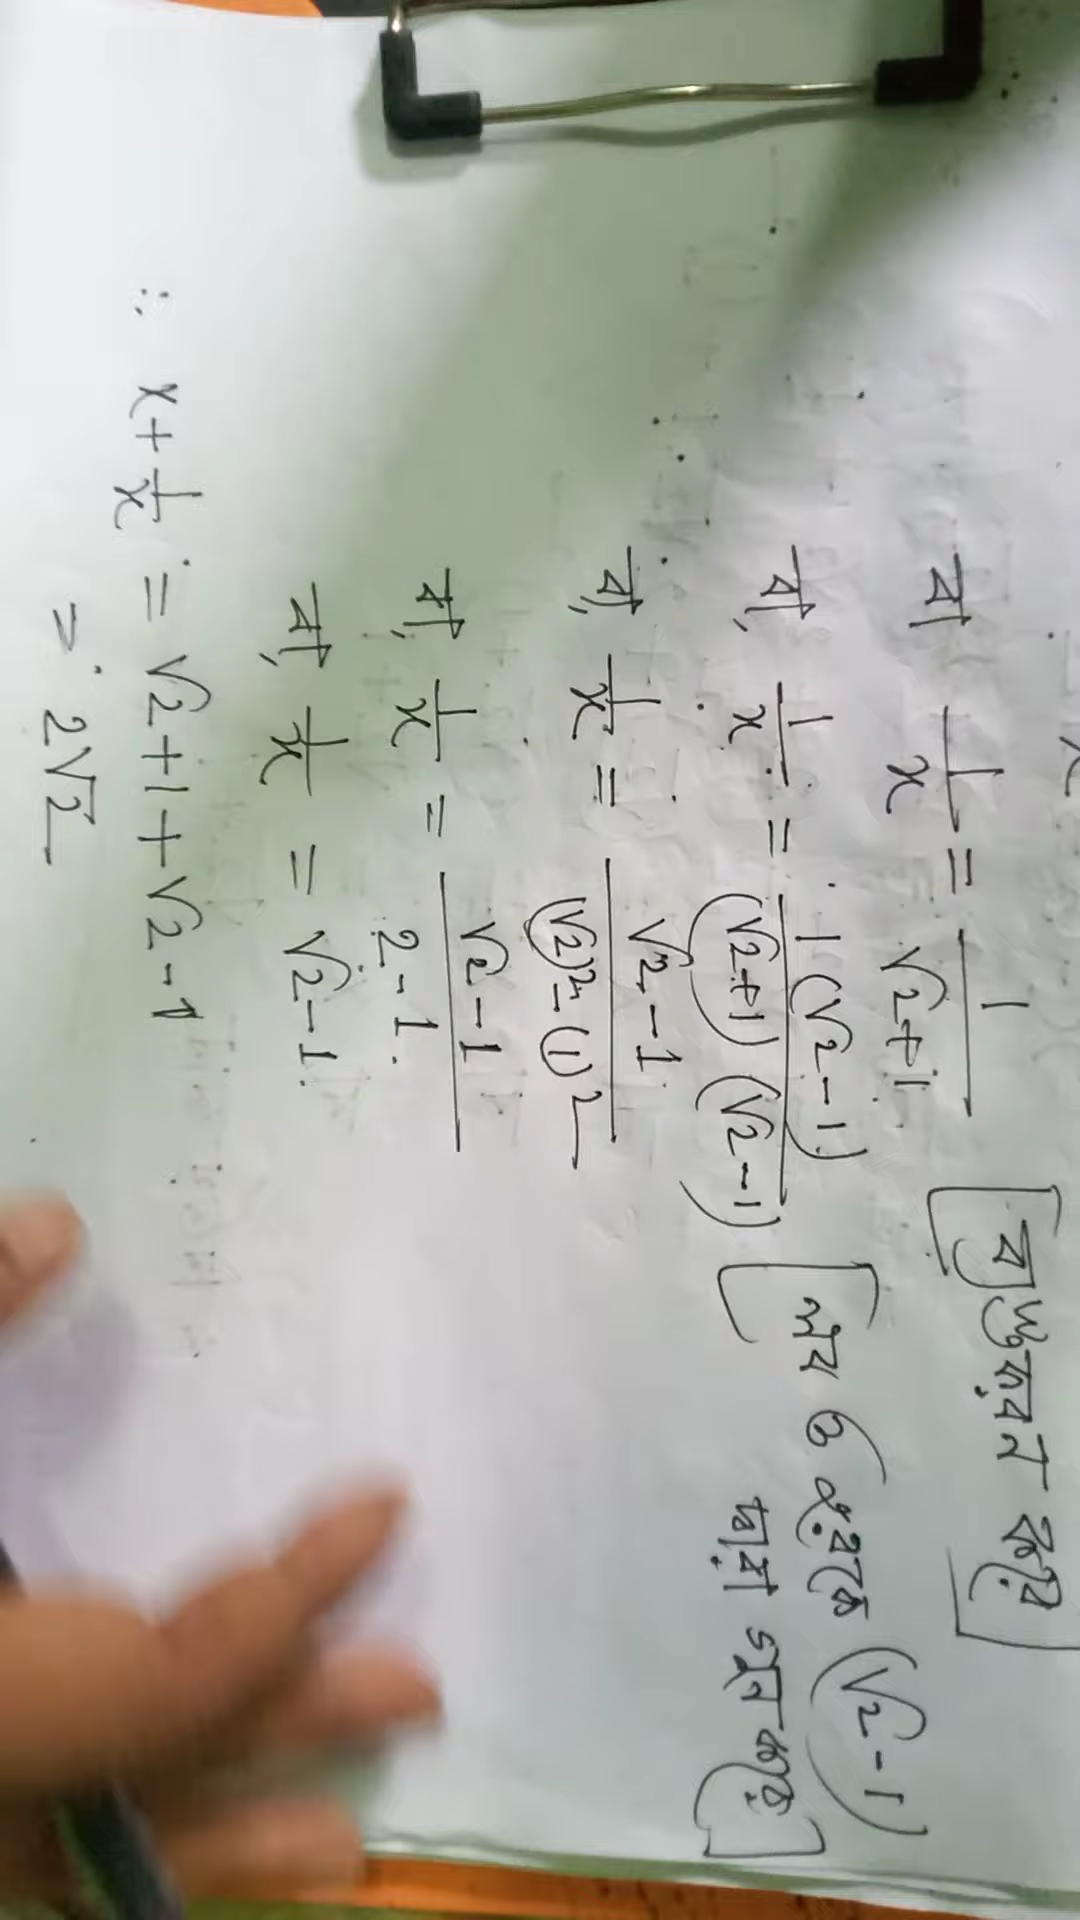 বা 1/x = 1/(√2+1) [ব্যস্তকরন করে]
বা, 1/x = 1(√2-1)/((√2+1)(√2-1)) [লব ও হরকে (√2-1)
দ্বারা গুন করে]
বা, 1/x = (√2-1)/((√2)²-(1)²)
বা, 1/x = (√2-1)/(2-1)
বা, 1/x = √2-1
∴ x + 1/x = √2+1+√2-1
= 2√2